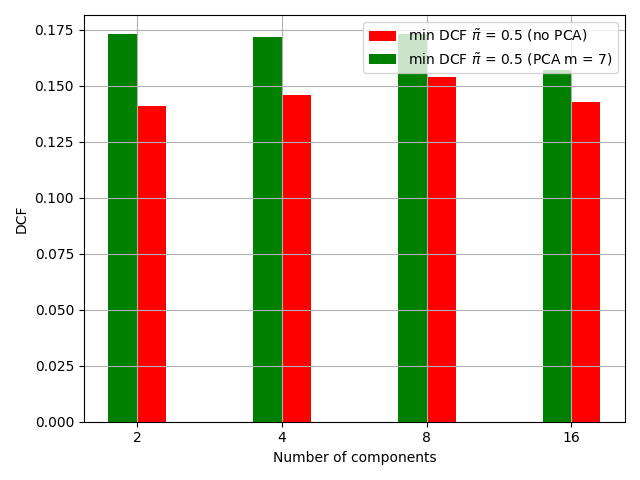 min DCF π̃ = 0.5 (no PCA)
min DCF π̃ = 0.5 (PCA m = 7)
0.175
0.150
0.125
0.100
0.075
0.050
0.025
0.000
DCF
2 4 8 16
Number of components